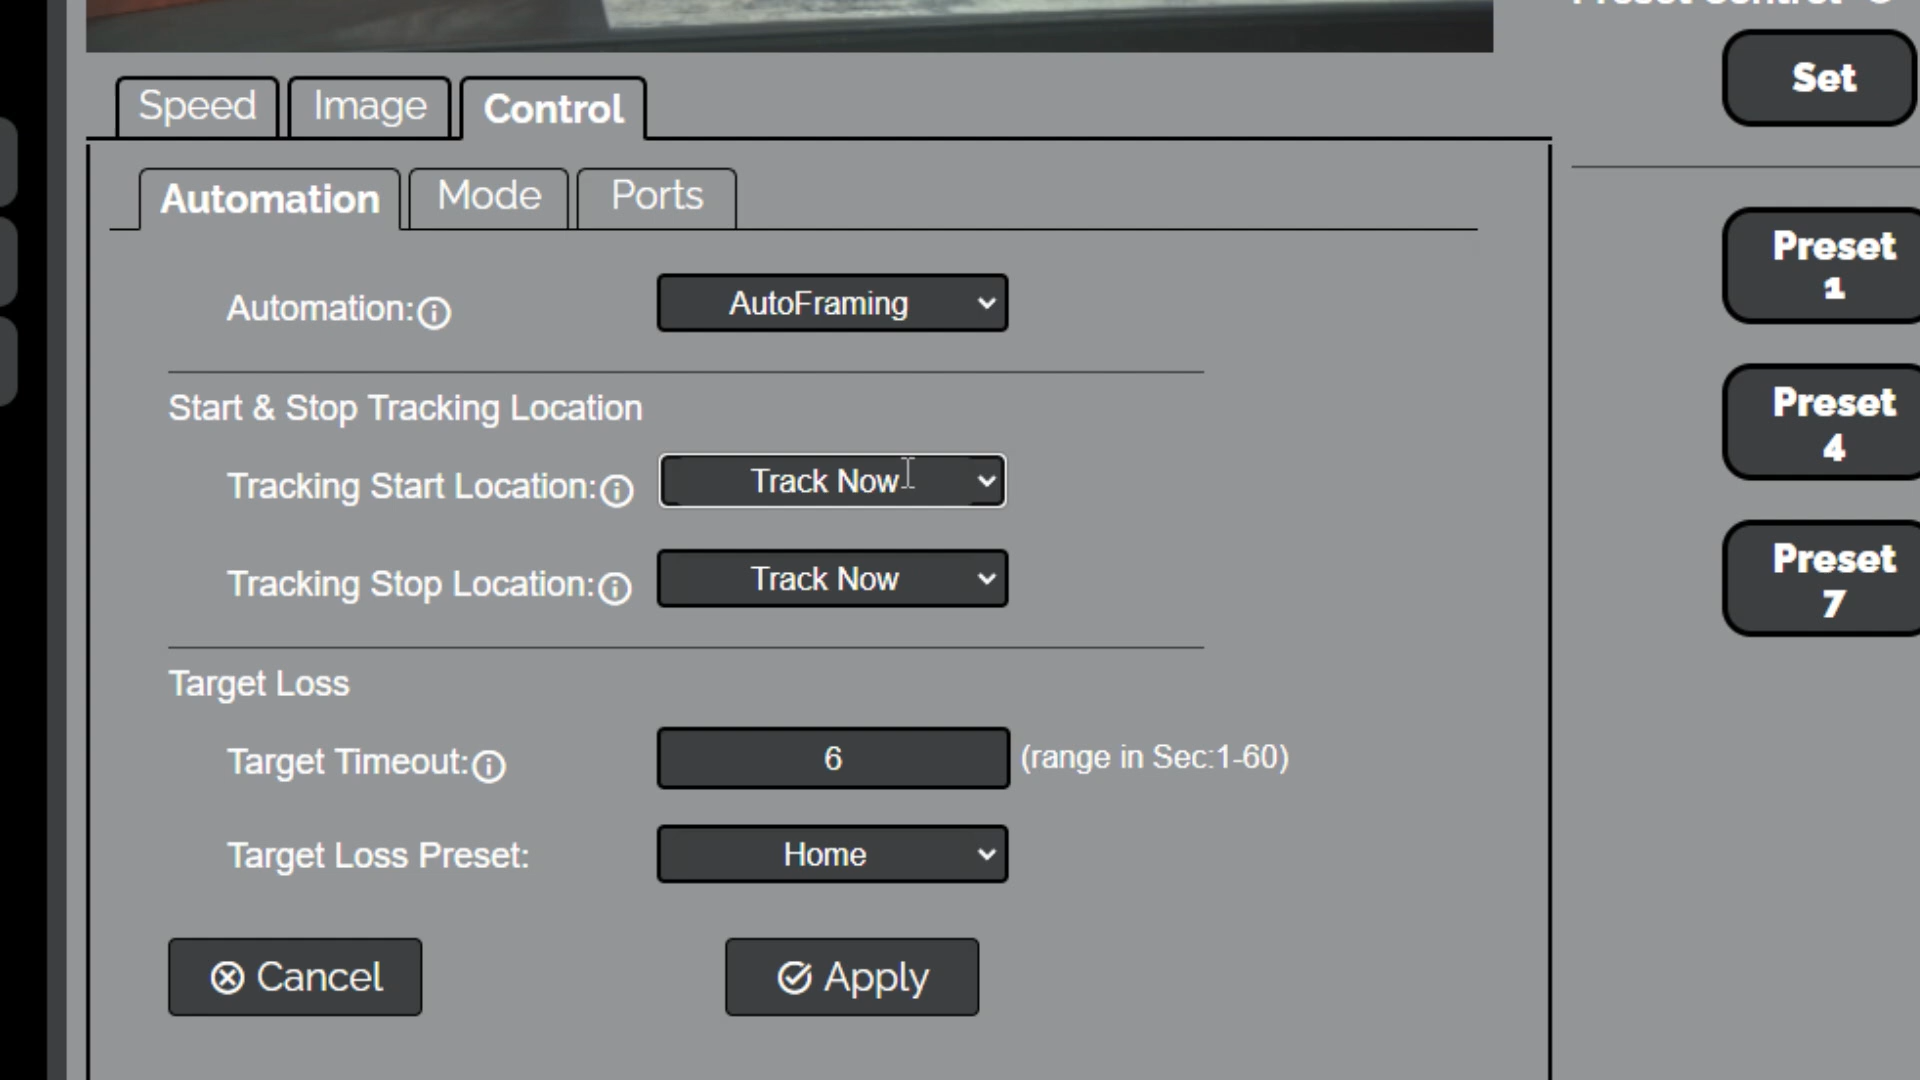 Preset Control
Set
Speed
Image
Control
Automation
Mode
Ports
Automation:
AutoFraming
Start & Stop Tracking Location
Tracking Start Location:
Track Now
Tracking Stop Location:
Track Now
Target Loss
Target Timeout:
6
(range in Sec:1-60)
Target Loss Preset:
Home
Cancel
Apply
Preset
1
Preset
4
Preset
7